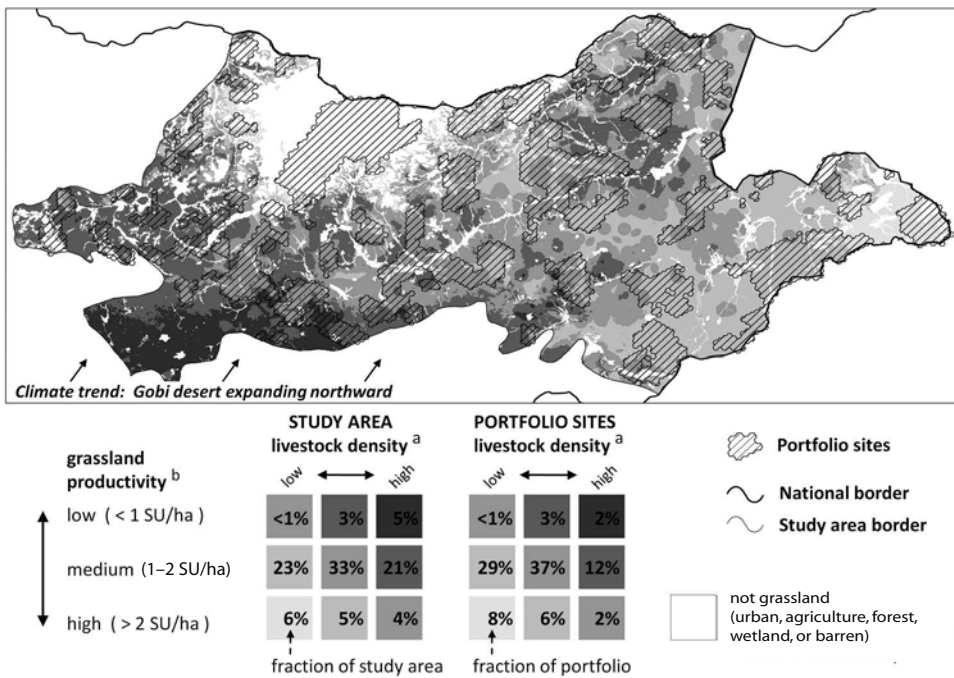 Climate trend: Gobi desert expanding northward
STUDY AREA
livestock density a
low
high
PORTFOLIO SITES
livestock density a
low
high
grassland
productivity b
low ( < 1 SU/ha )
<1% 3% 5%
<1% 3% 2%
medium (1–2 SU/ha)
23% 33% 21%
29% 37% 12%
high ( > 2 SU/ha )
6% 5% 4%
8% 6% 2%
fraction of study area
fraction of portfolio
Portfolio sites
National border
Study area border
not grassland
(urban, agriculture, forest,
wetland, or barren)